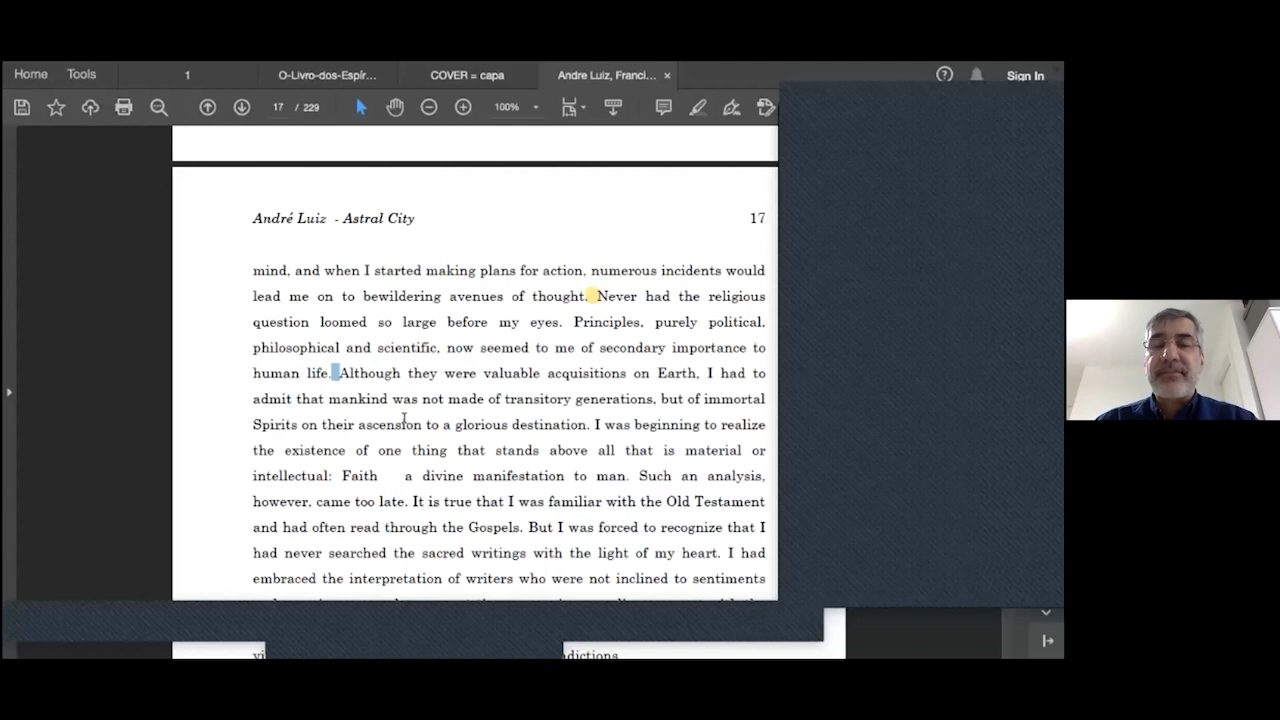 Home Tools 1 O-Livro-dos-Espír... COVER = capa Andre Luiz, Franci... × Sign In
17 / 229 100%
André Luiz - Astral City 17
mind, and when I started making plans for action, numerous incidents would
lead me on to bewildering avenues of thought. Never had the religious
question loomed so large before my eyes. Principles, purely political,
philosophical and scientific, now seemed to me of secondary importance to
human life. Although they were valuable acquisitions on Earth, I had to
admit that mankind was not made of transitory generations, but of immortal
Spirits on their ascension to a glorious destination. I was beginning to realize
the existence of one thing that stands above all that is material or
intellectual: Faith a divine manifestation to man. Such an analysis,
however, came too late. It is true that I was familiar with the Old Testament
and had often read through the Gospels. But I was forced to recognize that I
had never searched the sacred writings with the light of my heart. I had
embraced the interpretation of writers who were not inclined to sentiments